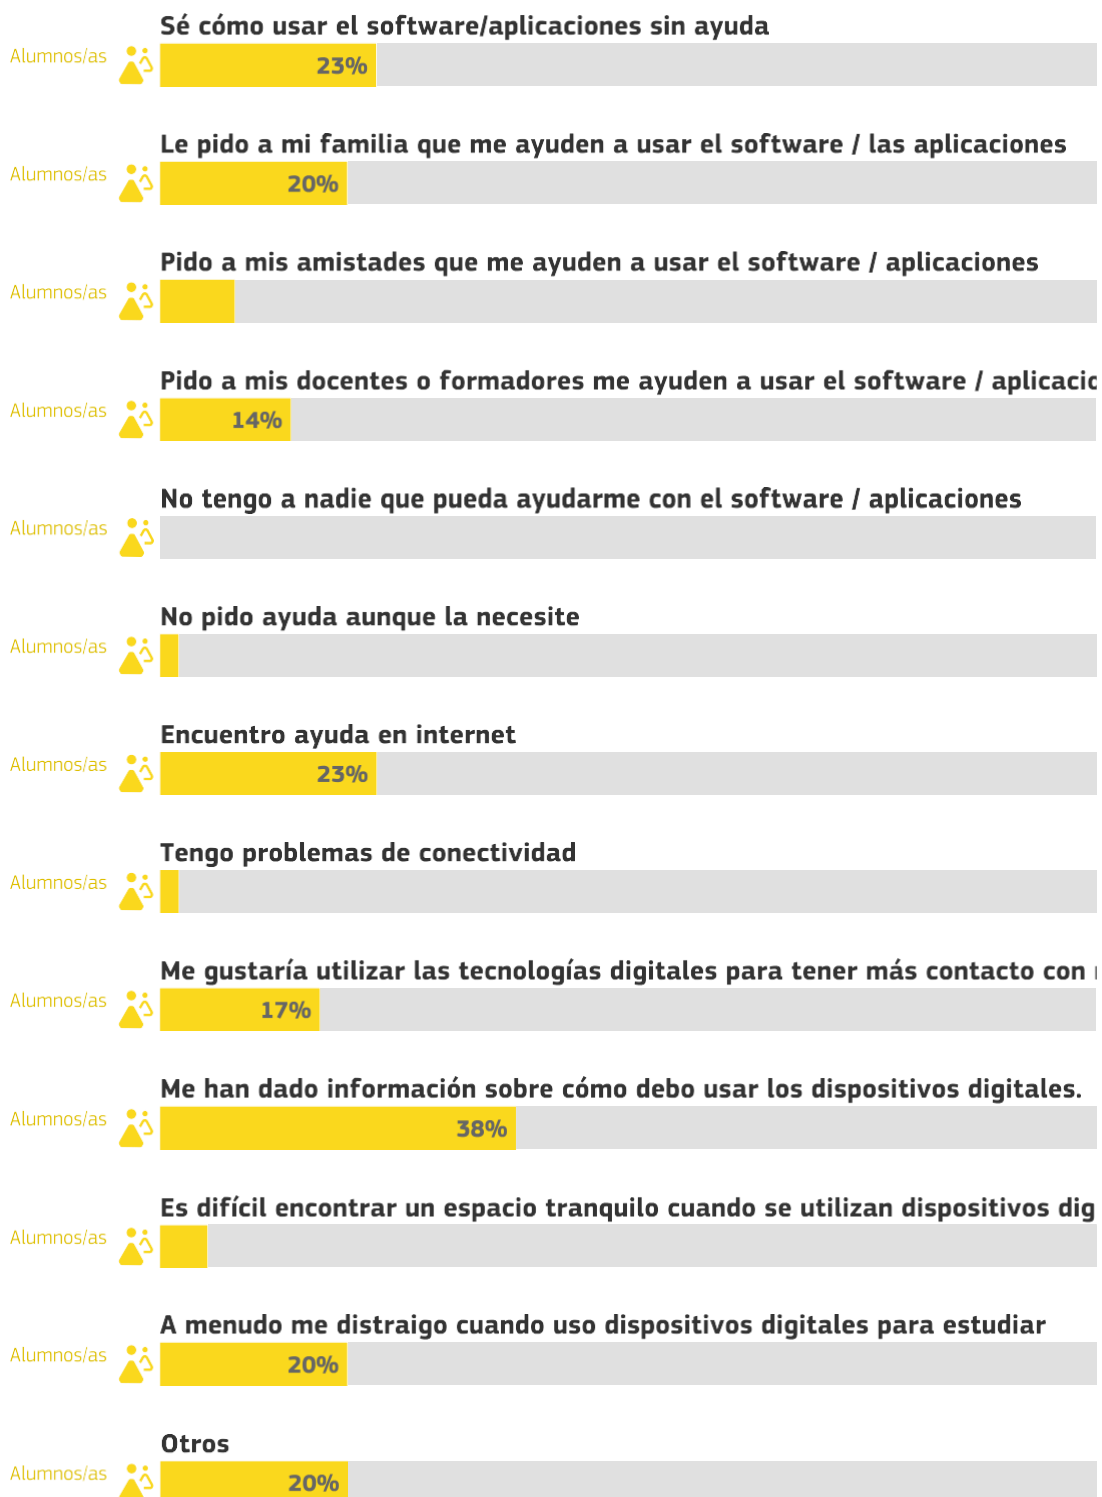 Sé cómo usar el software/aplicaciones sin ayuda
Alumnos/as
23%
Le pido a mi familia que me ayuden a usar el software / las aplicaciones
Alumnos/as
20%
Pido a mis amistades que me ayuden a usar el software / aplicaciones
Alumnos/as
Pido a mis docentes o formadores me ayuden a usar el software /
Alumnos/as
14%
No tengo a nadie que pueda ayudarme con el software / aplicaciones
Alumnos/as
No pido ayuda aunque la necesite
Alumnos/as
Encuentro ayuda en internet
Alumnos/as
23%
Tengo problemas de conectividad
Alumnos/as
Me gustaría utilizar las tecnologías digitales para tener más contacto con
Alumnos/as
17%
Me han dado información sobre cómo debo usar los dispositivos digitales.
Alumnos/as
38%
Es difícil encontrar un espacio tranquilo cuando se utilizan dispositivos dig
Alumnos/as
A menudo me distraigo cuando uso dispositivos digitales para estudiar
Alumnos/as
20%
Otros
Alumnos/as
20%